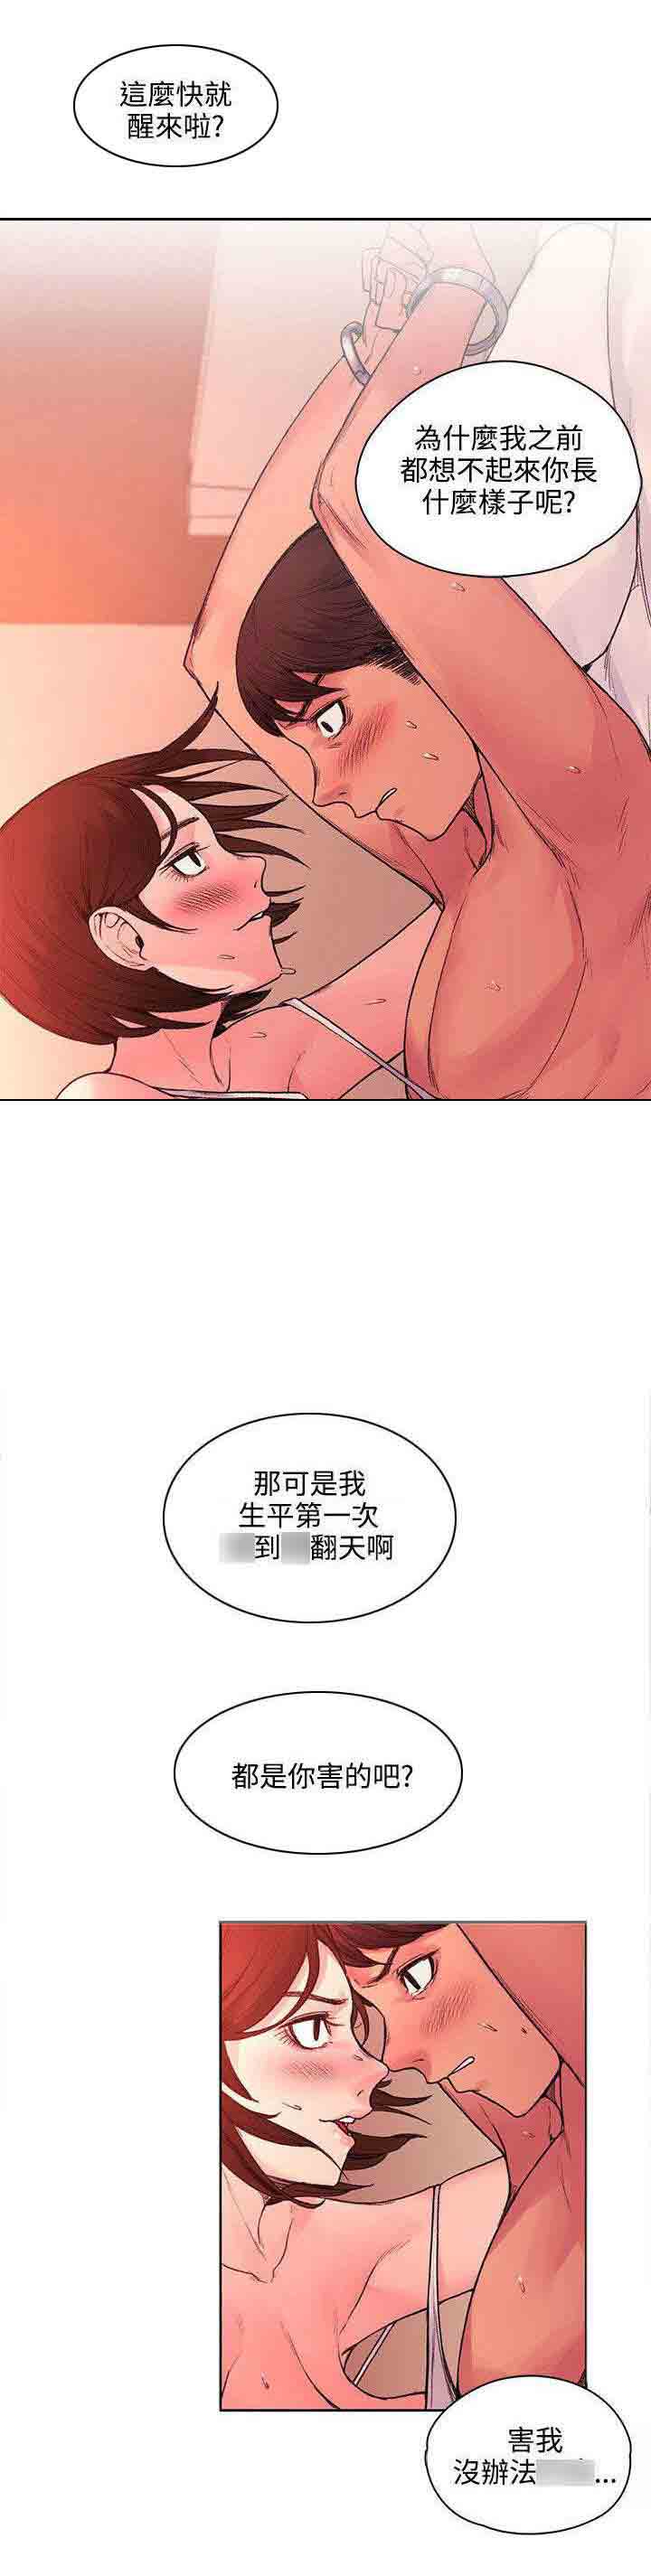 這麼快就
醒來啦?
為什麼我之前
都想不起來你長
什麼樣子呢?
那可是我
生平第一次
到 翻天啊
都是你害的吧?
害我
沒辦法 ...